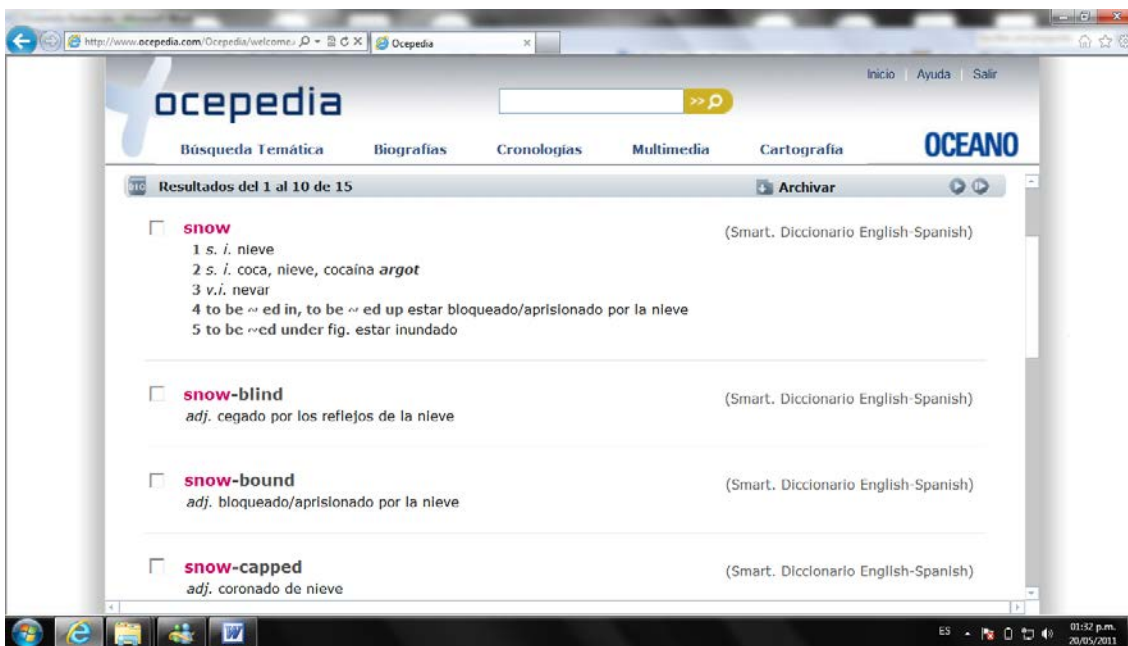 http://www.ocepedia.com/Ocepedia/welcome.
Ocepedia
Inicio Ayuda Salir
ocepedia
>>
Búsqueda Temática Biografías Cronologías Multimedia Cartografía OCEANO
Resultados del 1 al 10 de 15 Archivar
snow (Smart. Diccionario English-Spanish)
1 s. i. nieve
2 s. i. coca, nieve, cocaína argot
3 v.i. nevar
4 to be ~ ed in, to be ~ ed up estar bloqueado/aprisionado por la nieve
5 to be ~ed under fig. estar inundado
snow-blind (Smart. Diccionario English-Spanish)
adj. cegado por los reflejos de la nieve
snow-bound (Smart. Diccionario English-Spanish)
adj. bloqueado/aprisionado por la nieve
snow-capped (Smart. Diccionario English-Spanish)
adj. coronado de nieve
ES 01:32 p.m.
20/05/2011